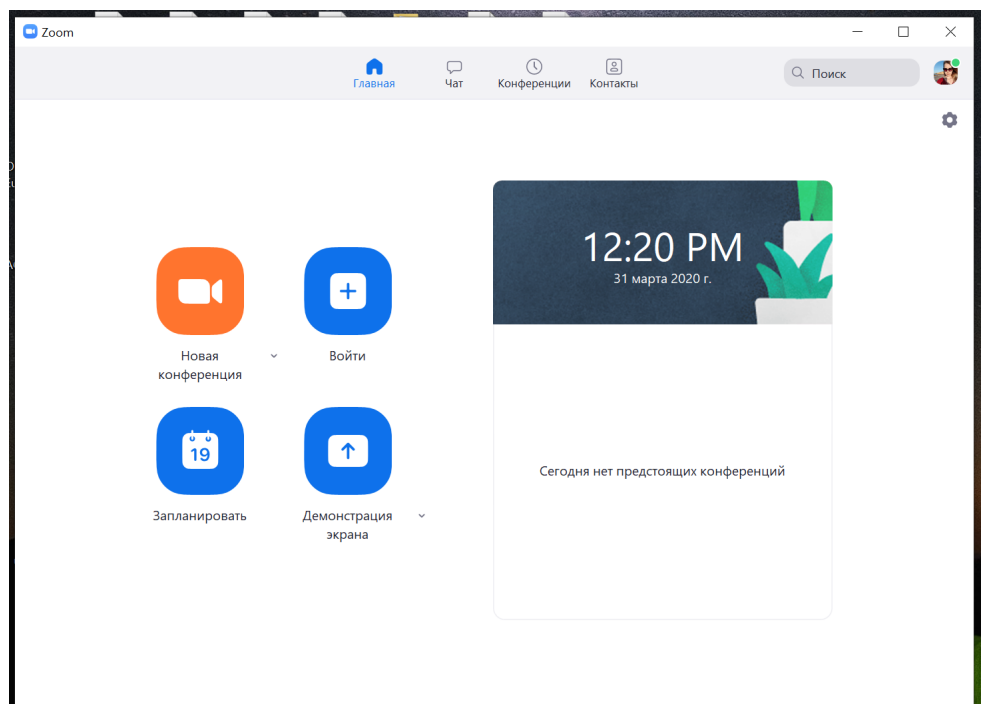 Zoom
Главная
Чат
Конференции
Контакты
Поиск
12:20 PM
31 марта 2020 г.
Новая
конференция
Войти
19
Запланировать
Демонстрация
экрана
Сегодня нет предстоящих конференций